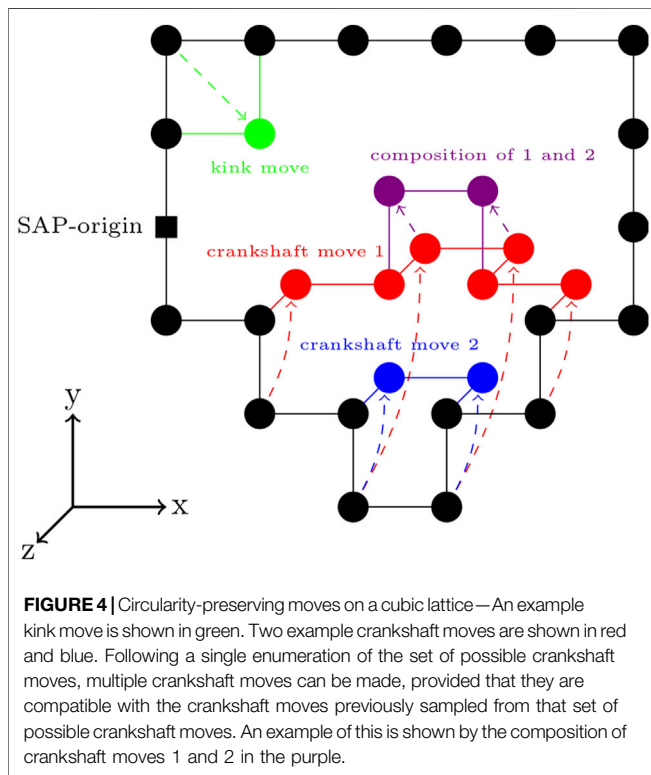 kink move
composition of 1 and 2
SAP-origin
crankshaft move 1
crankshaft move 2
y
x
z
FIGURE 4 | Circularity-preserving moves on a cubic lattice—An example
kink move is shown in green. Two example crankshaft moves are shown in red
and blue. Following a single enumeration of the set of possible crankshaft
moves, multiple crankshaft moves can be made, provided that they are
compatible with the crankshaft moves previously sampled from that set of
possible crankshaft moves. An example of this is shown by the composition of
crankshaft moves 1 and 2 in the purple.